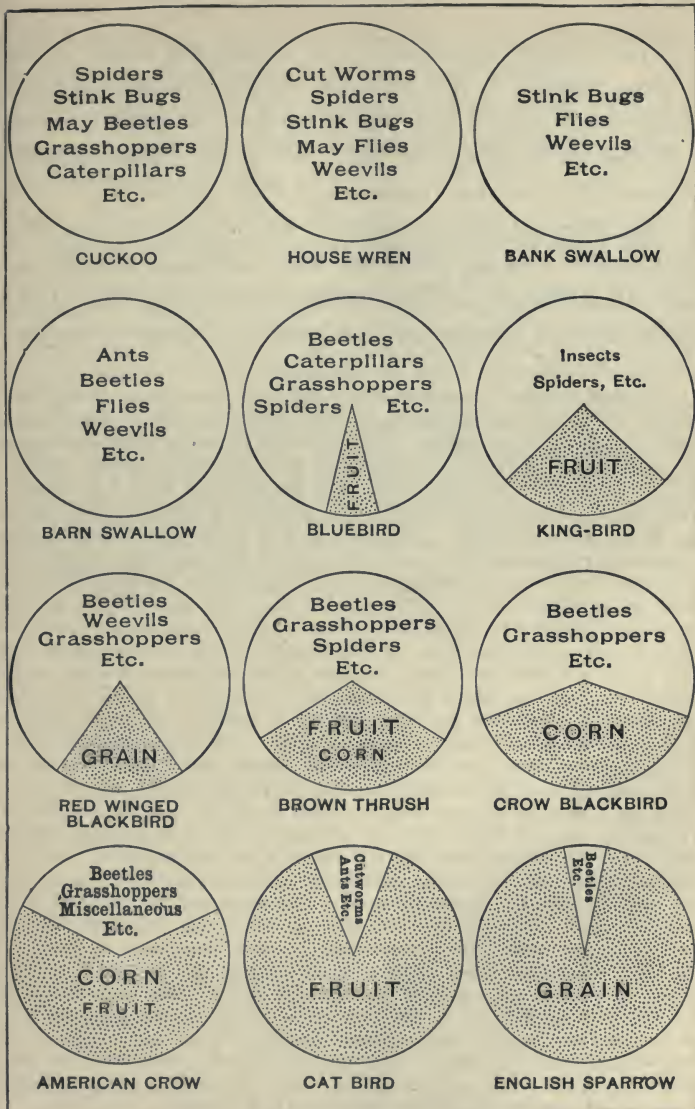 Spiders
Stink Bugs
May Beetles
Grasshoppers
Caterpillars
Etc.
CUCKOO
Cut Worms
Spiders
Stink Bugs
May Flies
Weevils
Etc.
HOUSE WREN
Stink Bugs
Flies
Weevils
Etc.
BANK SWALLOW
Ants
Beetles
Flies
Weevils
Etc.
BARN SWALLOW
Beetles
Caterpillars
Grasshoppers
Spiders Etc.
FRUIT
BLUEBIRD
Insects
Spiders, Etc.
FRUIT
KING-BIRD
Beetles
Weevils
Grasshoppers
Etc.
GRAIN
RED WINGED
BLACKBIRD
Beetles
Grasshoppers
Spiders
Etc.
FRUIT
CORN
BROWN THRUSH
Beetles
Grasshoppers
Etc.
CORN
CROW BLACKBIRD
Beetles
Grasshoppers
Miscellaneous
Etc.
CORN
FRUIT
AMERICAN CROW
Cutworms
Ants Etc.
FRUIT
CAT BIRD
Beetles
Etc.
GRAIN
ENGLISH SPARROW